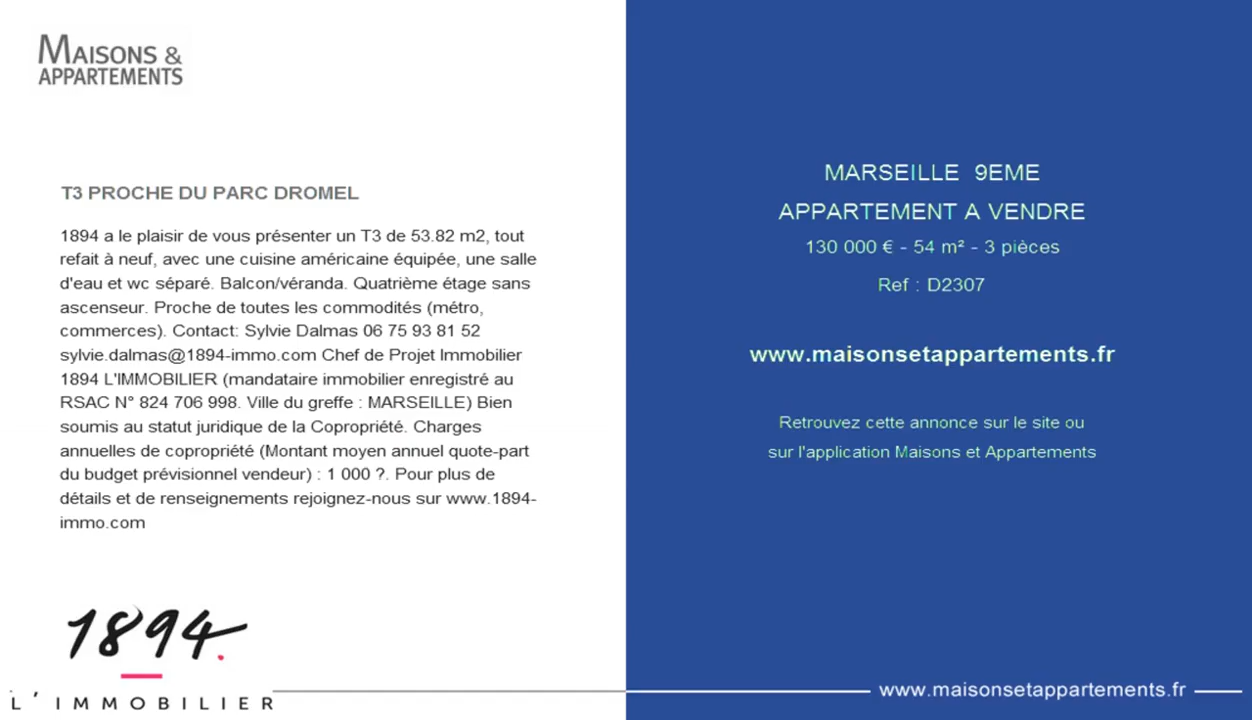 MAISONS &
APPARTEMENTS
T3 PROCHE DU PARC DROMEL
1894 a le plaisir de vous présenter un T3 de 53.82 m2, tout
refait à neuf, avec une cuisine américaine équipée, une salle
d'eau et wc séparé. Balcon/véranda. Quatrième étage sans
ascenseur. Proche de toutes les commodités (métro,
commerces). Contact: Sylvie Dalmas 06 75 93 81 52
sylvie.dalmas@1894-immo.com Chef de Projet Immobilier
1894 L'IMMOBILIER (mandataire immobilier enregistré au
RSAC N° 824 706 998. Ville du greffe : MARSEILLE) Bien
soumis au statut juridique de la Copropriété. Charges
annuelles de copropriété (Montant moyen annuel quote-part
du budget prévisionnel vendeur) : 1 000 ?. Pour plus de
détails et de renseignements rejoignez-nous sur www.1894-
immo.com
1894.
L'IMMOBILIER
MARSEILLE 9EME
APPARTEMENT A VENDRE
130 000 € - 54 m² - 3 pièces
Ref : D2307
www.maisonsetappartements.fr
Retrouvez cette annonce sur le site ou
sur l'application Maisons et Appartements
www.maisonsetappartements.fr